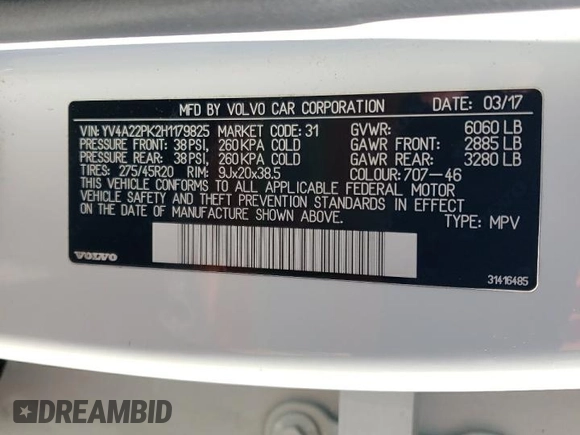 MFD BY VOLVO CAR CORPORATION DATE: 03/17
VIN: YV4A22PK2H1179825 MARKET CODE: 31 GVWR: 6060 LB
PRESSURE FRONT: 38 PSI, 260 KPA COLD GAWR FRONT: 2885 LB
PRESSURE REAR: 38 PSI, 260 KPA COLD GAWR REAR: 3280 LB
TIRES: 275/45R20 RIM: 9Jx20x38.5 COLOUR: 707-46
THIS VEHICLE CONFORMS TO ALL APPLICABLE FEDERAL MOTOR
VEHICLE SAFETY AND THEFT PREVENTION STANDARDS IN EFFECT
ON THE DATE OF MANUFACTURE SHOWN ABOVE.
TYPE: MPV
VOLVO
31416485
DREAMBID